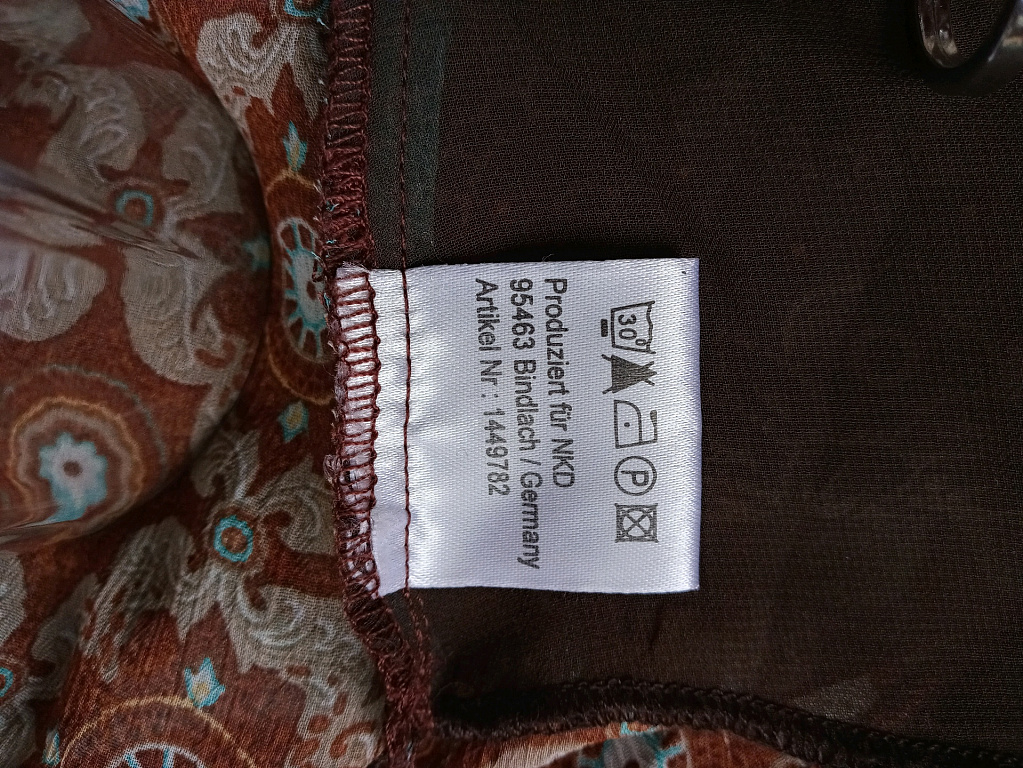 30°
P
Produziert für NKD
95463 Bindlach / Germany
Artikel Nr : 1449782